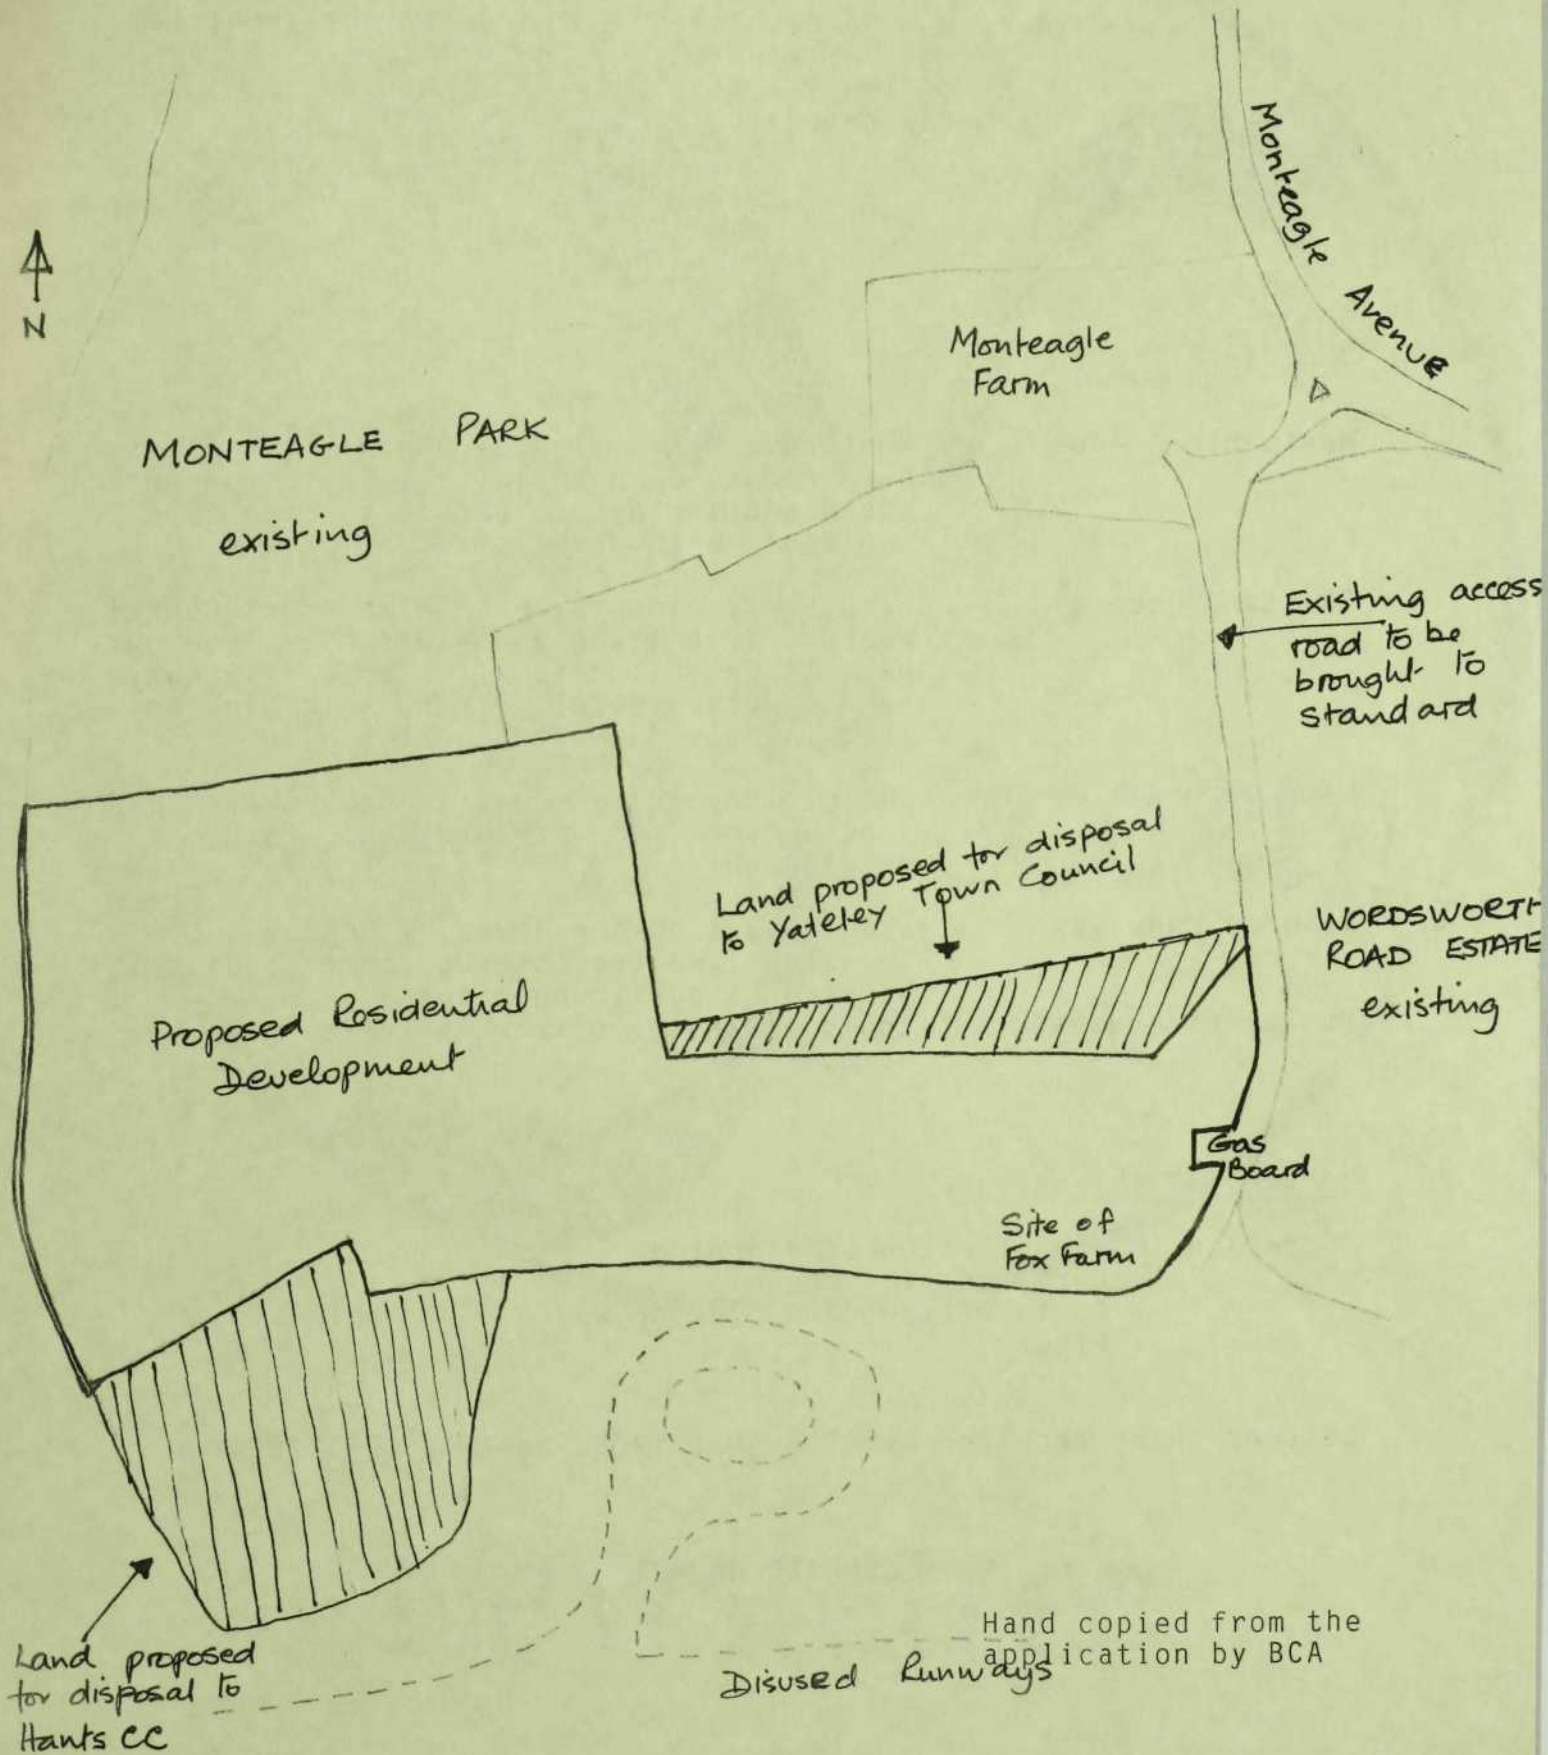 Monteagle Avenue
N
Monteagle
Farm
MONTEAGLE PARK
existing
Existing access
road to be
brought to
standard
Land proposed for disposal
to Yateley Town Council
WORDSWORTH
ROAD ESTATE
existing
Proposed Residential
Development
Gas
Board
Site of
Fox Farm
Land proposed
for disposal to
Hants CC
Disused Runways
Hand copied from the
application by BCA